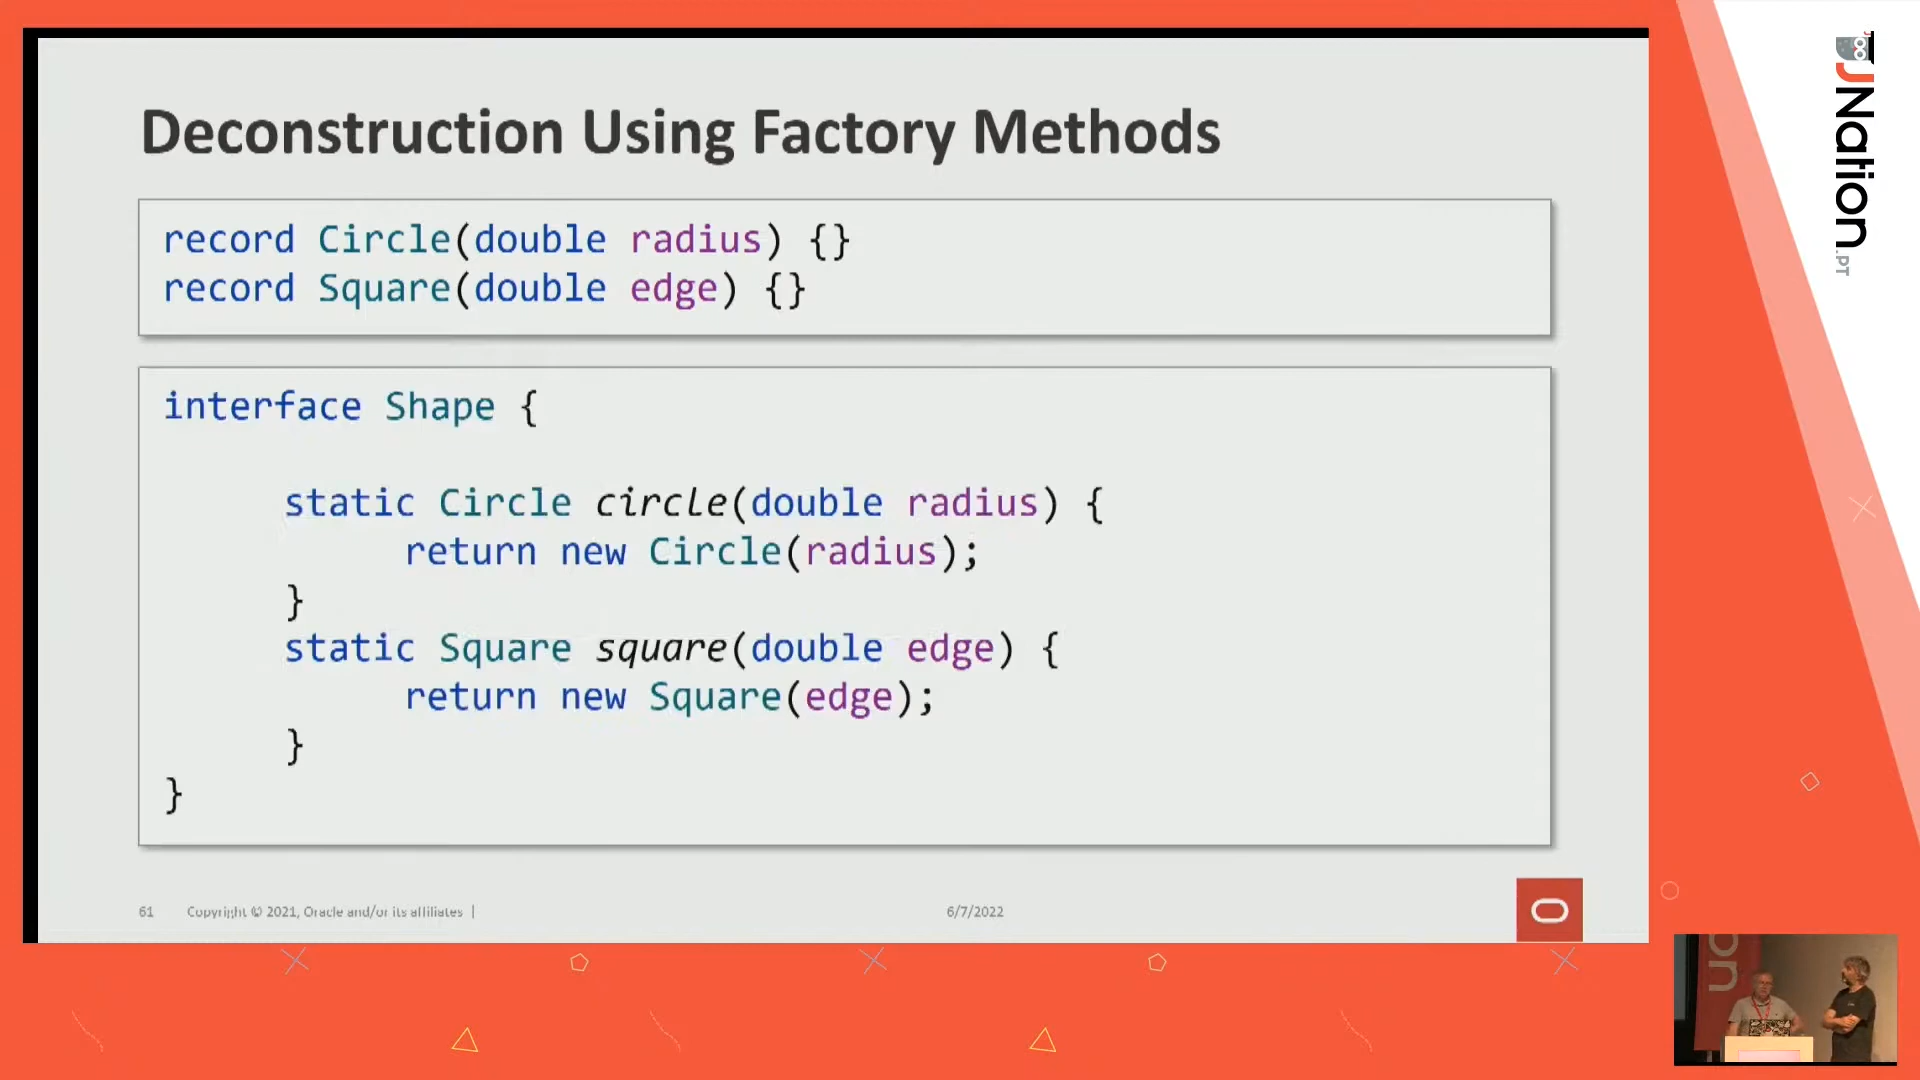 Deconstruction Using Factory Methods
record Circle(double radius) {}
record Square(double edge) {}
interface Shape {
static Circle circle(double radius) {
return new Circle(radius);
}
static Square square(double edge) {
return new Square(edge);
}
}
61 Copyright © 2021, Oracle and/or its affiliates | 6/7/2022
JNation.PT
on